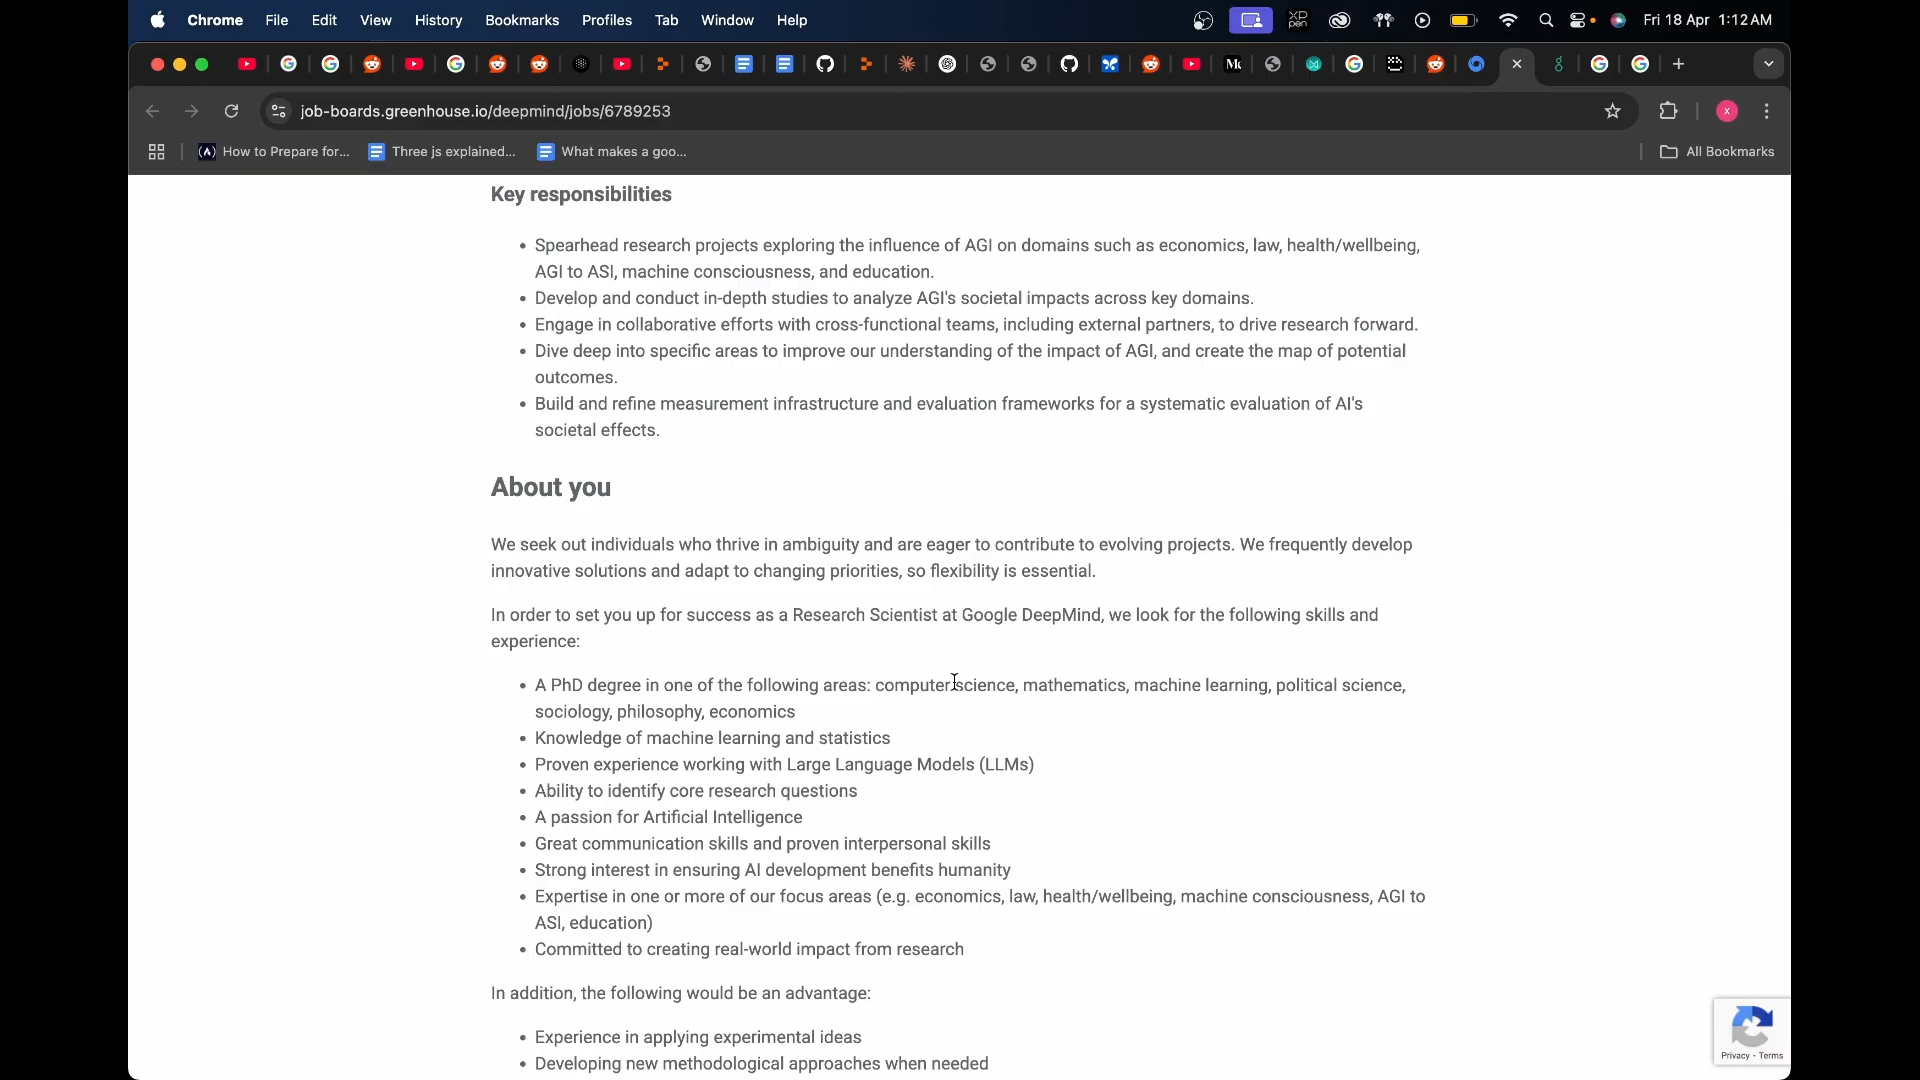 Chrome File Edit View History Bookmarks Profiles Tab Window Help XP pen Fri 18 Apr 1:12 AM
job-boards.greenhouse.io/deepmind/jobs/6789253 x
How to Prepare for... Three js explained... What makes a goo... All Bookmarks
Key responsibilities
• Spearhead research projects exploring the influence of AGI on domains such as economics, law, health/wellbeing,
AGI to ASI, machine consciousness, and education.
• Develop and conduct in-depth studies to analyze AGI's societal impacts across key domains.
• Engage in collaborative efforts with cross-functional teams, including external partners, to drive research forward.
• Dive deep into specific areas to improve our understanding of the impact of AGI, and create the map of potential
outcomes.
• Build and refine measurement infrastructure and evaluation frameworks for a systematic evaluation of AI's
societal effects.
About you
We seek out individuals who thrive in ambiguity and are eager to contribute to evolving projects. We frequently develop
innovative solutions and adapt to changing priorities, so flexibility is essential.
In order to set you up for success as a Research Scientist at Google DeepMind, we look for the following skills and
experience:
• A PhD degree in one of the following areas: computer science, mathematics, machine learning, political science,
sociology, philosophy, economics
• Knowledge of machine learning and statistics
• Proven experience working with Large Language Models (LLMs)
• Ability to identify core research questions
• A passion for Artificial Intelligence
• Great communication skills and proven interpersonal skills
• Strong interest in ensuring AI development benefits humanity
• Expertise in one or more of our focus areas (e.g. economics, law, health/wellbeing, machine consciousness, AGI to
ASI, education)
• Committed to creating real-world impact from research
In addition, the following would be an advantage:
• Experience in applying experimental ideas
• Developing new methodological approaches when needed
Privacy - Terms